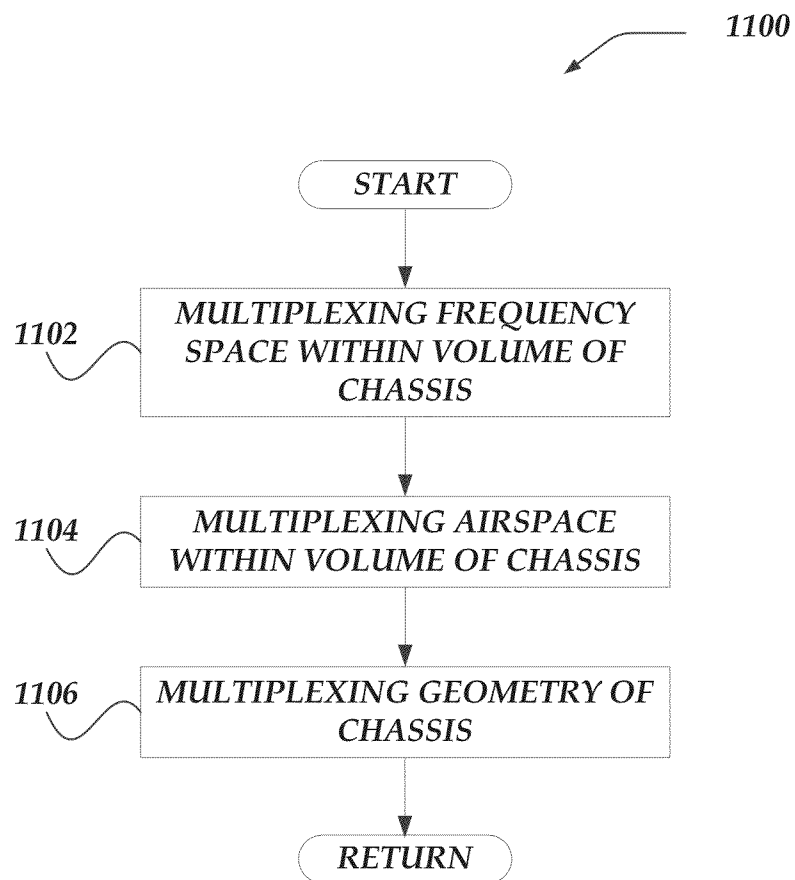 1100
START
1102
MULTIPLEXING FREQUENCY
SPACE WITHIN VOLUME OF
CHASSIS
1104
MULTIPLEXING AIRSPACE
WITHIN VOLUME OF CHASSIS
1106
MULTIPLEXING GEOMETRY OF
CHASSIS
RETURN